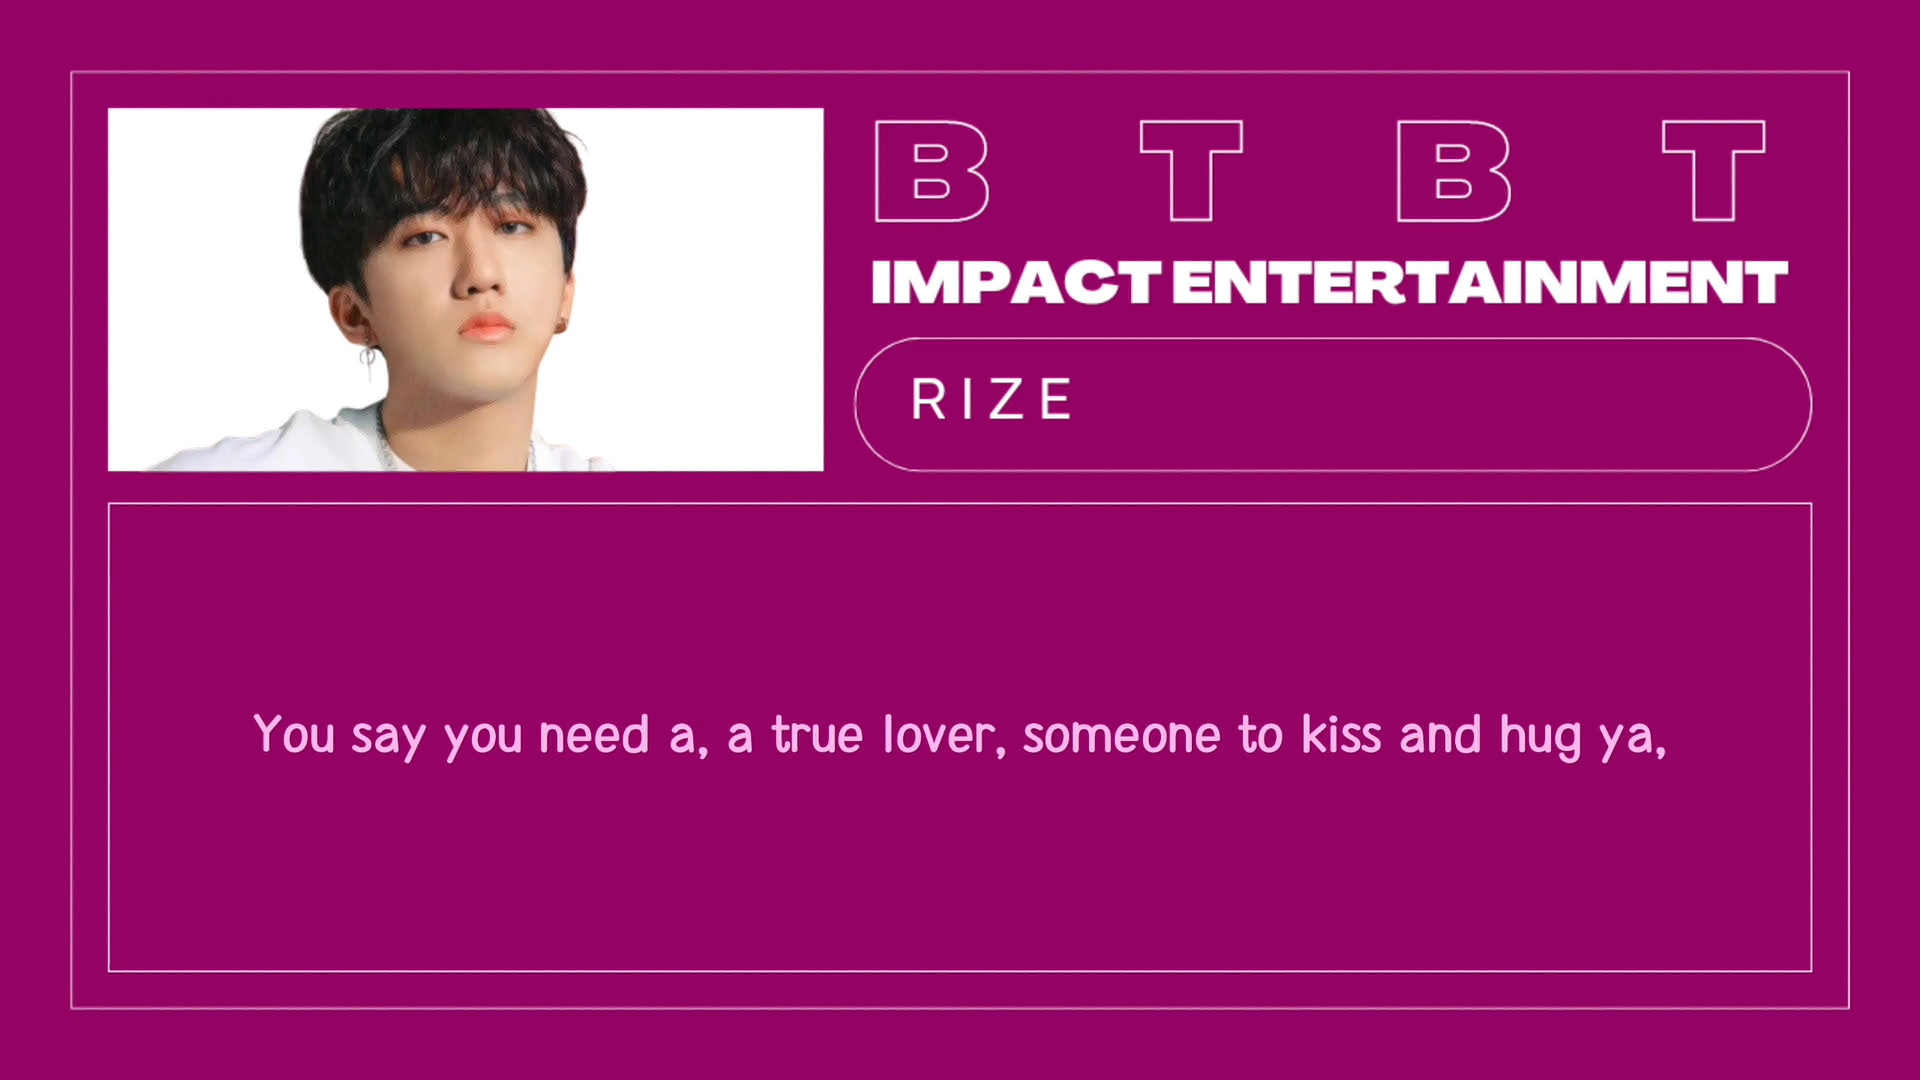 B T B T
IMPACT ENTERTAINMENT
RIZE
You say you need a, a true lover, someone to kiss and hug ya,